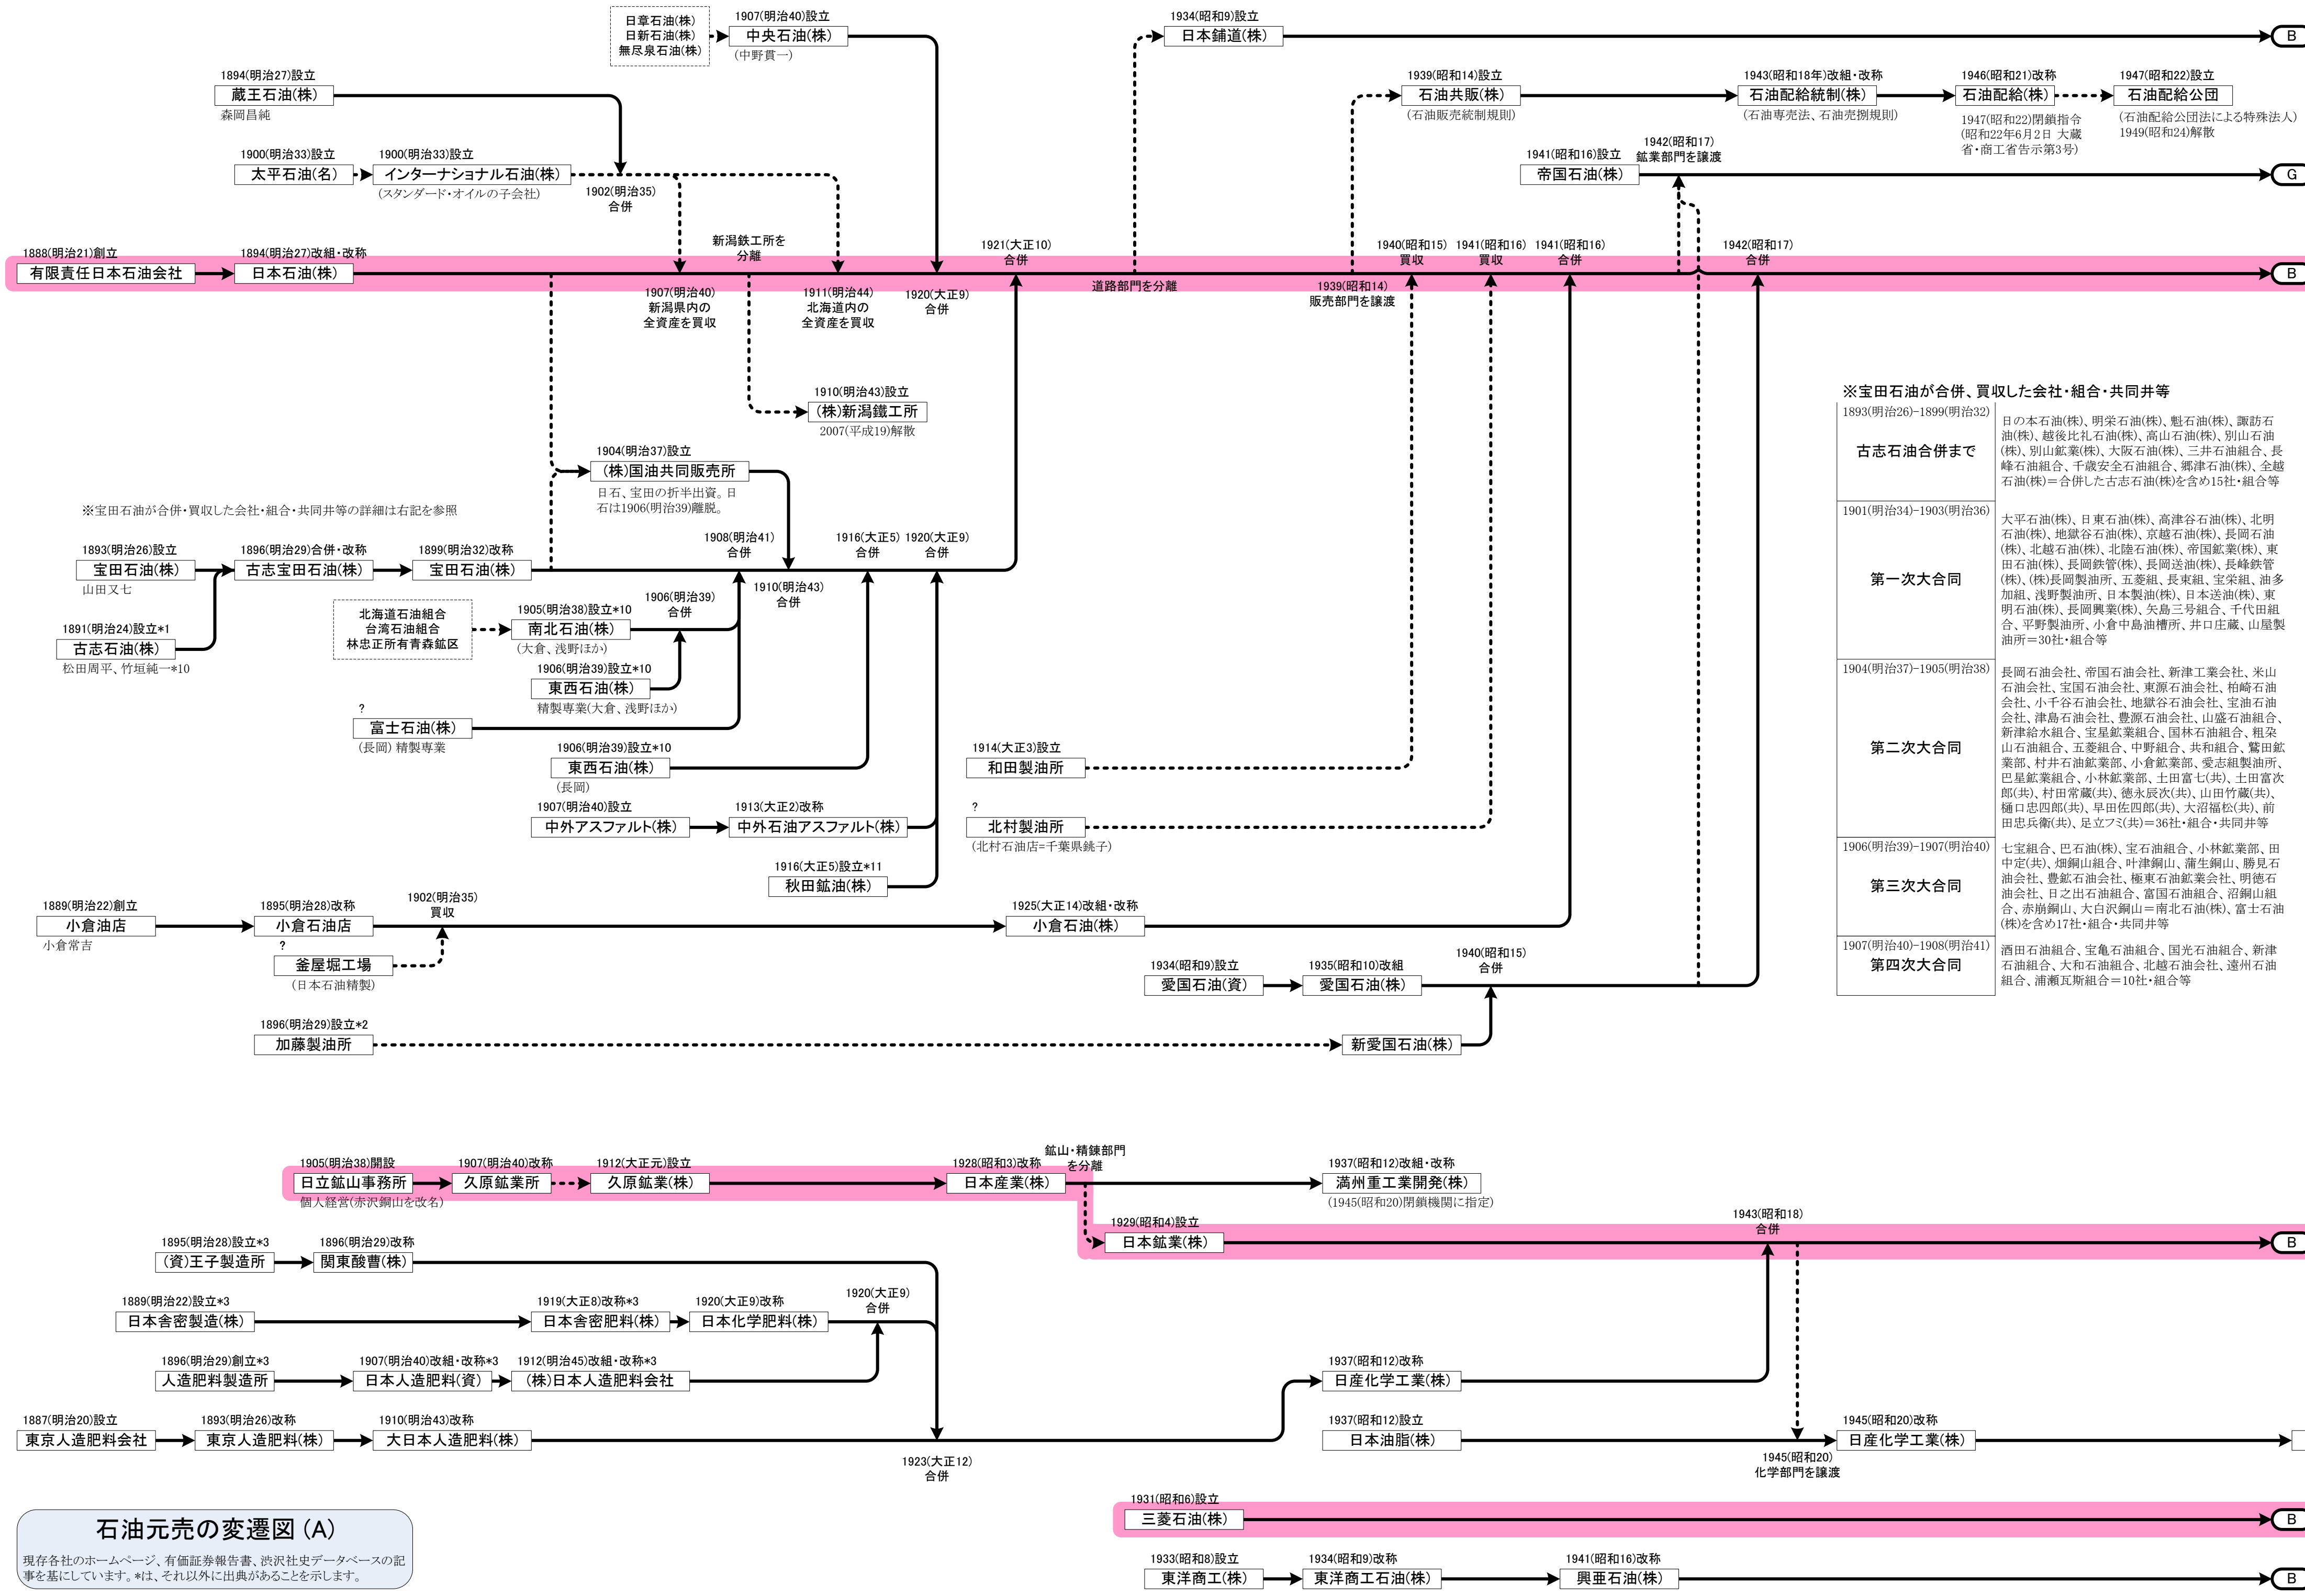 日章石油(株)
日新石油(株)
無尽泉石油(株)
1907(明治40)設立
中央石油(株)
(中野貫一)
1934(昭和9)設立
日本舗道(株)
B
1894(明治27)設立
蔵王石油(株)
森岡昌純
1939(昭和14)設立
石油共販(株)
(石油販売統制規則)
1943(昭和18年)改組・改称
石油配給統制(株)
(石油専売法、石油売捌規則)
1946(昭和21)改称
石油配給(株)
1947(昭和22)閉鎖指令
(昭和22年6月2日 大蔵
省・商工省告示第3号)
1947(昭和22)設立
石油配給公団
(石油配給公団法による特殊法人)
1949(昭和24)解散
1900(明治33)設立
太平石油(名)
1900(明治33)設立
インターナショナル石油(株)
(スタンダード・オイルの子会社)
1902(明治35)
合併
1941(昭和16)設立
帝国石油(株)
1942(昭和17)
鉱業部門を譲渡
G
1888(明治21)創立
有限責任日本石油会社
1894(明治27)改組・改称
日本石油(株)
新潟鉄工所を
分離
1907(明治40)
新潟県内の
全資産を買収
1911(明治44)
北海道内の
全資産を買収
1920(大正9)
合併
1921(大正10)
合併
道路部門を分離
1939(昭和14)
販売部門を譲渡
1940(昭和15)
買収
1941(昭和16)
買収
1941(昭和16)
合併
1942(昭和17)
合併
B
1910(明治43)設立
(株)新潟鐵工所
2007(平成19)解散
1904(明治37)設立
(株)国油共同販売所
日石、宝田の折半出資。日
石は1906(明治39)離脱。
※宝田石油が合併・買収した会社・組合・共同井等の詳細は右記を参照
1893(明治26)設立
宝田石油(株)
山田又七
1896(明治29)合併・改称
古志宝田石油(株)
1899(明治32)改称
宝田石油(株)
1908(明治41)
合併
1910(明治43)
合併
1916(大正5)
合併
1920(大正9)
合併
1891(明治24)設立*1
古志石油(株)
松田周平、竹垣純一*10
北海道石油組合
台湾石油組合
林忠正所有青森鉱区
1905(明治38)設立*10
南北石油(株)
(大倉、浅野ほか)
1906(明治39)
合併
1906(明治39)設立*10
東西石油(株)
精製専業(大倉、浅野ほか)
?
富士石油(株)
(長岡) 精製専業
1906(明治39)設立*10
東西石油(株)
(長岡)
1907(明治40)設立
中外アスファルト(株)
1913(大正2)改称
中外石油アスファルト(株)
1916(大正5)設立*11
秋田鉱油(株)
1914(大正3)設立
和田製油所
?
北村製油所
(北村石油店=千葉県銚子)
1889(明治22)創立
小倉油店
小倉常吉
1895(明治28)改称
小倉石油店
1902(明治35)
買収
?
釜屋堀工場
(日本石油精製)
1925(大正14)改組・改称
小倉石油(株)
1934(昭和9)設立
愛国石油(資)
1935(昭和10)改組
愛国石油(株)
1940(昭和15)
合併
1896(明治29)設立*2
加藤製油所
新愛国石油(株)
※宝田石油が合併、買収した会社・組合・共同井等
1893(明治26)-1899(明治32)
古志石油合併まで
日の本石油(株)、明栄石油(株)、魁石油(株)、諏訪石
油(株)、越後比礼石油(株)、高山石油(株)、別山石油
(株)、別山鉱業(株)、大阪石油(株)、三井石油組合、長
峰石油組合、千歳安全石油組合、郷津石油(株)、全越
石油(株)＝合併した古志石油(株)を含め15社・組合等
1901(明治34)-1903(明治36)
第一次大合同
大平石油(株)、日東石油(株)、高津谷石油(株)、北明
石油(株)、地獄谷石油(株)、京越石油(株)、長岡石油
(株)、北越石油(株)、北陸石油(株)、帝国鉱業(株)、東
田石油(株)、長岡鉄管(株)、長岡送油(株)、長峰鉄管
(株)、(株)長岡製油所、五菱組、長東組、宝栄組、油多
加組、浅野製油所、日本製油(株)、日本送油(株)、東
明石油(株)、長岡興業(株)、矢島三号組合、千代田組
合、平野製油所、小倉中島油槽所、井口庄蔵、山屋製
油所＝30社・組合等
1904(明治37)-1905(明治38)
第二次大合同
長岡石油会社、帝国石油会社、新津工業会社、米山
石油会社、宝国石油会社、東源石油会社、柏崎石油
会社、小千谷石油会社、地獄谷石油会社、宝油石油
会社、津島石油会社、豊源石油会社、山盛石油組合、
新津給水組合、宝星鉱業組合、国林石油組合、粗朶
山石油組合、五菱組合、中野組合、共和組合、鷲田鉱
業部、村井石油鉱業部、小倉鉱業部、愛志組製油所、
巴星鉱業組合、小林鉱業部、土田富七(共)、土田富次
郎(共)、村田常蔵(共)、徳永辰次(共)、山田竹蔵(共)、
樋口忠四郎(共)、早田佐四郎(共)、大沼福松(共)、前
田忠兵衛(共)、足立フミ(共)＝36社・組合・共同井等
1906(明治39)-1907(明治40)
第三次大合同
七宝組合、巴石油(株)、宝石油組合、小林鉱業部、田
中定(共)、畑銅山組合、叶津銅山、蒲生銅山、勝見石
油会社、豊鉱石油会社、極東石油鉱業会社、明徳石
油会社、日之出石油組合、富国石油組合、沼銅山組
合、赤崩銅山、大白沢銅山＝南北石油(株)、富士石油
(株)を含め17社・組合・共同井等
1907(明治40)-1908(明治41)
第四次大合同
酒田石油組合、宝亀石油組合、国光石油組合、新津
石油組合、大和石油組合、北越石油会社、遠州石油
組合、浦瀬瓦斯組合＝10社・組合等
1905(明治38)開設
日立鉱山事務所
個人経営(赤沢銅山を改名)
1907(明治40)改称
久原鉱業所
1912(大正元)設立
久原鉱業(株)
1928(昭和3)改称
日本産業(株)
鉱山・精錬部門
を分離
1937(昭和12)改組・改称
満州重工業開発(株)
(1945(昭和20)閉鎖機関に指定)
1929(昭和4)設立
日本鉱業(株)
1943(昭和18)
合併
B
1895(明治28)設立*3
(資)王子製造所
1896(明治29)改称
関東酸曹(株)
1889(明治22)設立*3
日本舎密製造(株)
1919(大正8)改称*3
日本舎密肥料(株)
1920(大正9)改称
日本化学肥料(株)
1920(大正9)
合併
1896(明治29)創立*3
人造肥料製造所
1907(明治40)改組・改称*3
日本人造肥料(資)
1912(明治45)改組・改称*3
(株)日本人造肥料会社
1937(昭和12)改称
日産化学工業(株)
1887(明治20)設立
東京人造肥料会社
1893(明治26)改称
東京人造肥料(株)
1910(明治43)改称
大日本人造肥料(株)
1923(大正12)
合併
1937(昭和12)設立
日本油脂(株)
1945(昭和20)
化学部門を譲渡
1945(昭和20)改称
日産化学工業(株)
1931(昭和6)設立
三菱石油(株)
B
石油元売の変遷図 (A)
現存各社のホームページ、有価証券報告書、渋沢社史データベースの記
事を基にしています。*は、それ以外に出典があることを示します。
1933(昭和8)設立
東洋商工(株)
1934(昭和9)改称
東洋商工石油(株)
1941(昭和16)改称
興亜石油(株)
B